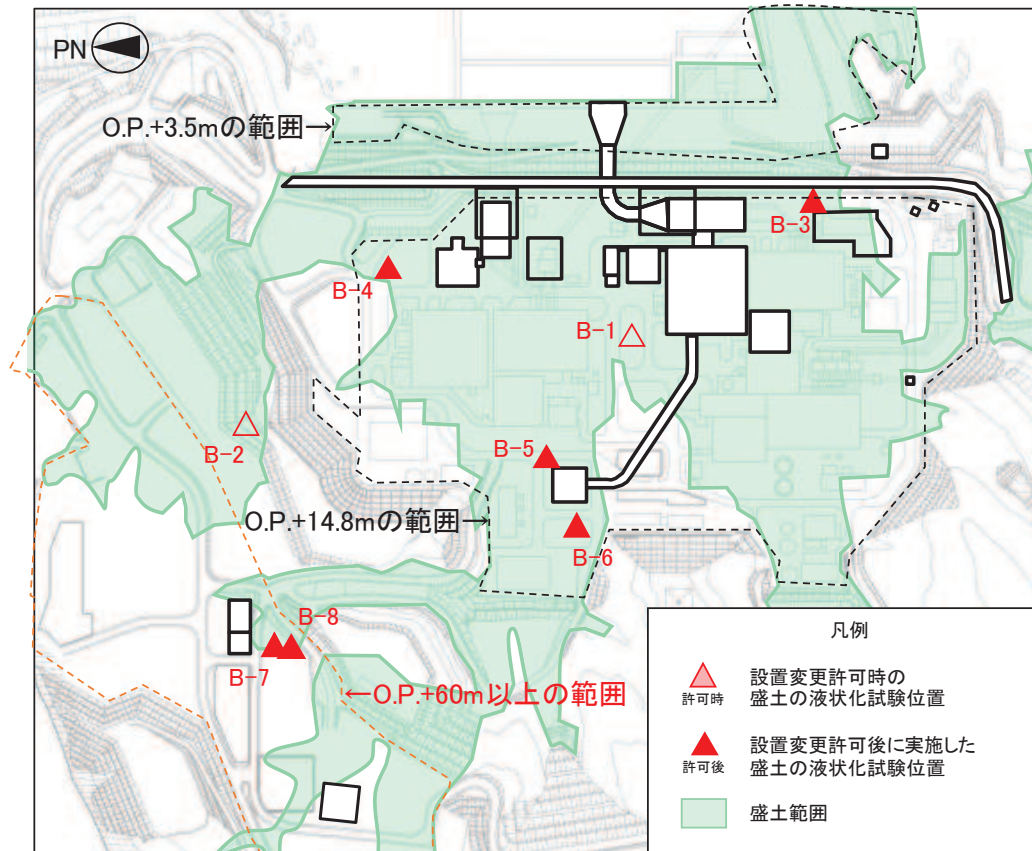 PN
O.P.+3.5mの範囲→
B-3
B-4
B-1
B-2
B-5
O.P.+14.8mの範囲→
B-6
B-8
B-7
←O.P.+60m以上の範囲
凡例
許可時
設置変更許可時の
盛土の液状化試験位置
許可後
設置変更許可後に実施した
盛土の液状化試験位置
盛土範囲